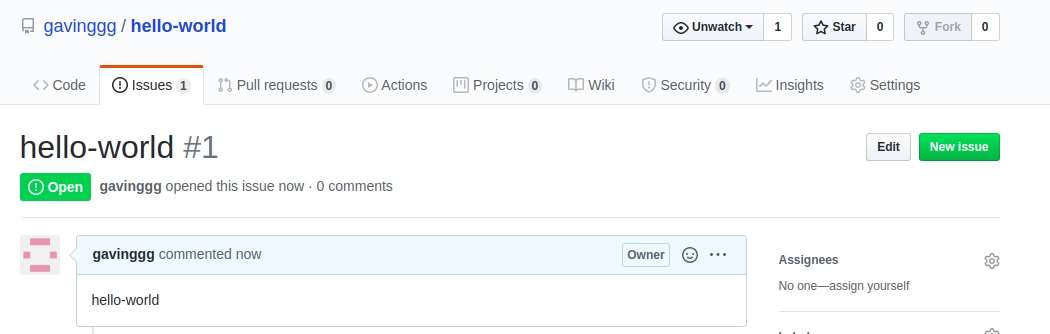 gavinggg / hello-world
Unwatch 1 Star 0 Fork 0
Code Issues 1 Pull requests 0 Actions Projects 0 Wiki Security 0 Insights Settings
hello-world #1
Edit New issue
Open gavinggg opened this issue now · 0 comments
gavinggg commented now Owner
Assignees
No one—assign yourself
hello-world